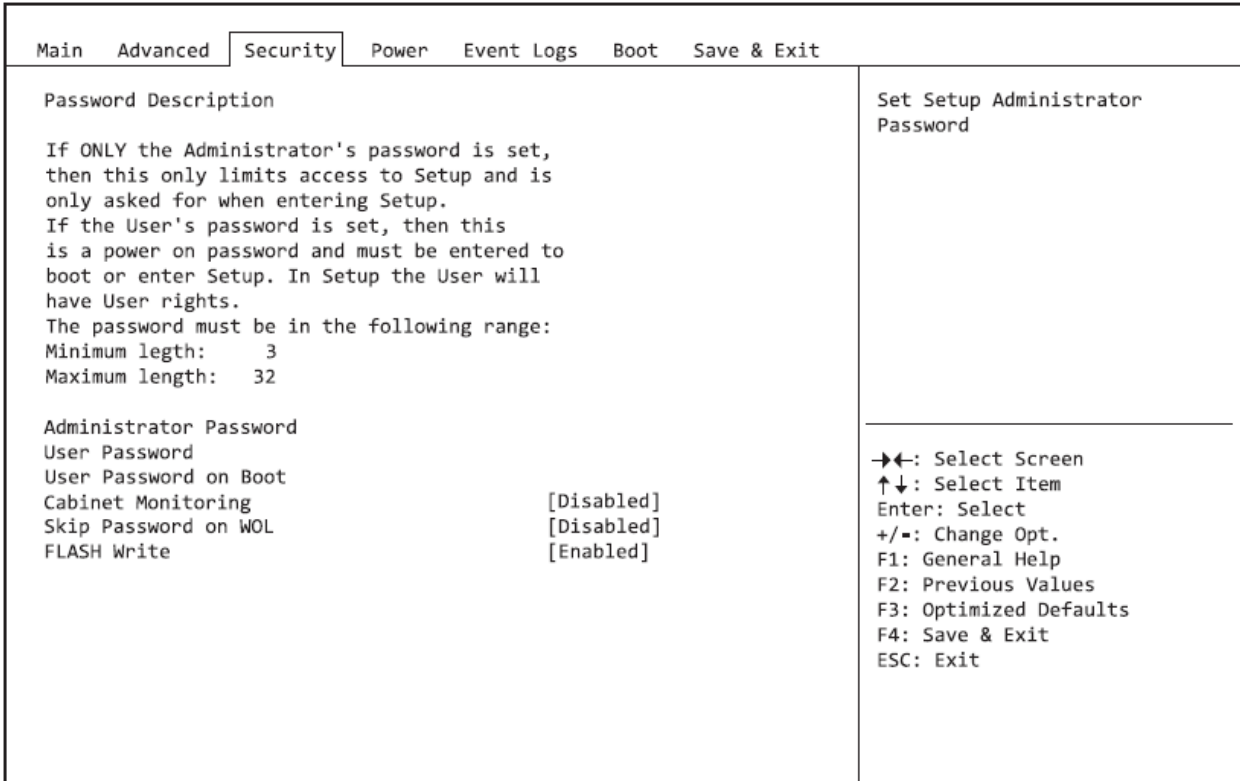 Main Advanced Security Power Event Logs Boot Save & Exit
Password Description
If ONLY the Administrator's password is set,
then this only limits access to Setup and is
only asked for when entering Setup.
If the User's password is set, then this
is a power on password and must be entered to
boot or enter Setup. In Setup the User will
have User rights.
The password must be in the following range:
Minimum legth: 3
Maximum length: 32
Administrator Password
User Password
User Password on Boot
Cabinet Monitoring [Disabled]
Skip Password on WOL [Disabled]
FLASH Write [Enabled]
Set Setup Administrator
Password
→←: Select Screen
↑↓: Select Item
Enter: Select
+/-: Change Opt.
F1: General Help
F2: Previous Values
F3: Optimized Defaults
F4: Save & Exit
ESC: Exit